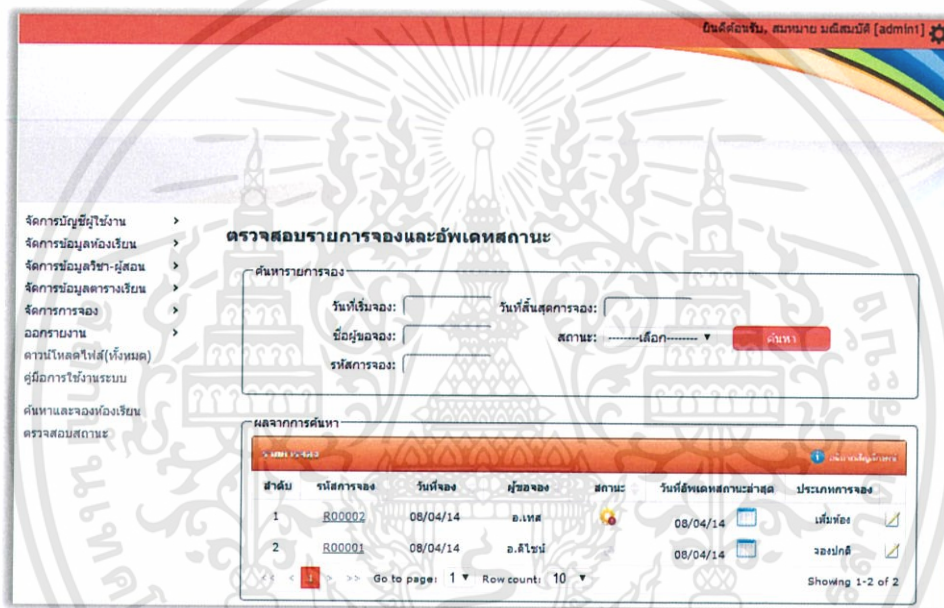 ยินดีต้อนรับ, สมหมาย มณีสมบัติ [admin1]
จัดการบัญชีผู้ใช้งาน >
จัดการข้อมูลห้องเรียน >
จัดการข้อมูลวิชา-ผู้สอน >
จัดการข้อมูลตารางเรียน >
จัดการการจอง >
ออกรายงาน >
ดาวน์โหลดไฟล์(ทั้งหมด)
คู่มือการใช้งานระบบ
ค้นหาและจองห้องเรียน
ตรวจสอบสถานะ
ตรวจสอบรายการจองและอัพเดทสถานะ
ค้นหารายการจอง
วันที่เริ่มจอง: วันที่สิ้นสุดการจอง:
ชื่อผู้ขอจอง: สถานะ: --------เลือก-------- ▼ ค้นหา
รหัสการจอง:
ผลจากการค้นหา
รายการจอง
ลำดับ รหัสการจอง วันที่จอง ผู้ขอจอง สถานะ วันที่อัพเดทสถานะล่าสุด ประเภทการจอง
1 R00002 08/04/14 อ.เทส 08/04/14 เพิ่มห้อง
2 R00001 08/04/14 อ.ดีไซน์ 08/04/14 จองปกติ
<< < 1 > >> Go to page: 1 ▼ Row count: 10 ▼ Showing 1-2 of 2